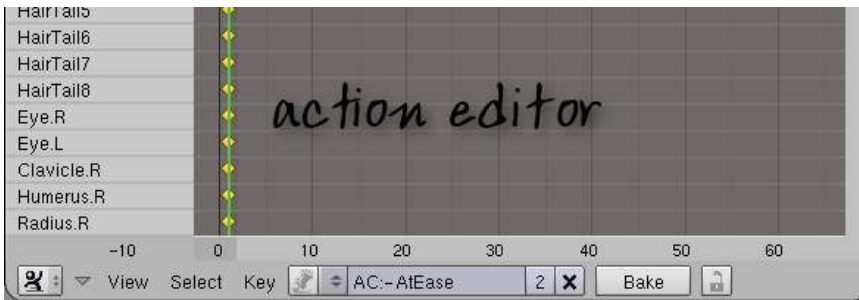 HairTail5
HairTail6
HairTail7
HairTail8
Eye.R
Eye.L
Clavicle.R
Humerus.R
Radius.R
action editor
-10 0 10 20 30 40 50 60
View Select Key AC:-AtEase 2 Bake